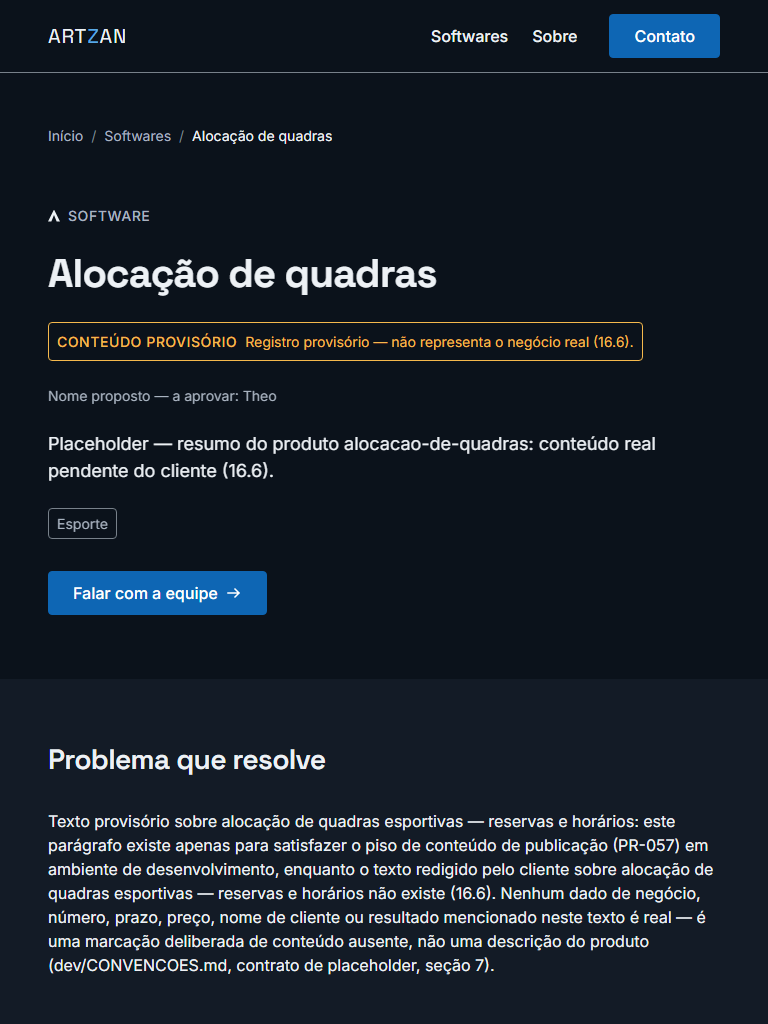 ARTZAN
Softwares Sobre Contato
Início / Softwares / Alocação de quadras
SOFTWARE
Alocação de quadras
CONTEÚDO PROVISÓRIO Registro provisório — não representa o negócio real (16.6).
Nome proposto — a aprovar: Theo
Placeholder — resumo do produto alocacao-de-quadras: conteúdo real
pendente do cliente (16.6).
Esporte
Falar com a equipe →
Problema que resolve
Texto provisório sobre alocação de quadras esportivas — reservas e horários: este
parágrafo existe apenas para satisfazer o piso de conteúdo de publicação (PR-057) em
ambiente de desenvolvimento, enquanto o texto redigido pelo cliente sobre alocação de
quadras esportivas — reservas e horários não existe (16.6). Nenhum dado de negócio,
número, prazo, preço, nome de cliente ou resultado mencionado neste texto é real — é
uma marcação deliberada de conteúdo ausente, não uma descrição do produto
(dev/CONVENCOES.md, contrato de placeholder, seção 7).